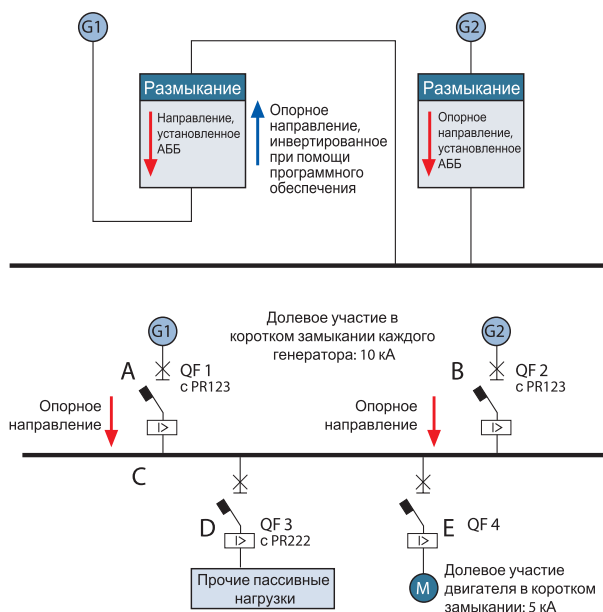 G1
G2
Размыкание
Направление,
установленное
АББ
Опорное
направление,
инвертированное
при помощи
программного
обеспечения
Размыкание
Опорное
направление,
установленное
АББ
G1
Долевое участие в
коротком замыкании каждого
генератора: 10 кА
G2
A
QF 1
с PR123
B
QF 2
с PR123
Опорное
направление
I>
Опорное
направление
I>
C
D
I>
QF 3
с PR222
E
I>
QF 4
Прочие пассивные
нагрузки
M
Долевое участие
двигателя в коротком
замыкании: 5 кА